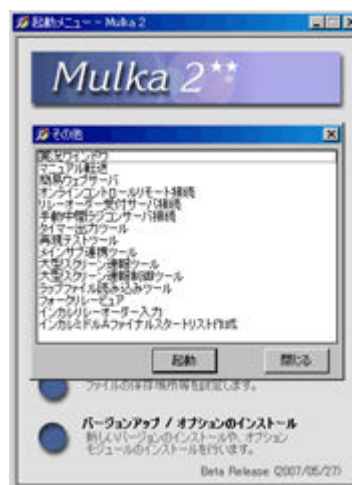 起動メニュー - Mulka 2
Mulka 2★★
その他
実況ウインドウ
マニュアル転送
簡易ウェブサーバ
オンラインコントロールリモート接続
リレーオーダー受付サーバ接続
手動中間ラジコンサーバ接続
タイマー出力ツール
再現テストツール
メインサブ連携ツール
大型スクリーン速報ツール
大型スクリーン速報制御ツール
ラップファイル読み込みツール
フォークリレービュア
インカレリレーオーダー入力
インカレミドルAファイナルスタートリスト作成
起動
閉じる
ファイルの保存場所等を設定します。
バージョンアップ / オプションのインストール
新しいバージョンのインストールや、オプション
モジュールのインストールを行います。
Beta Release (2007/05/27)